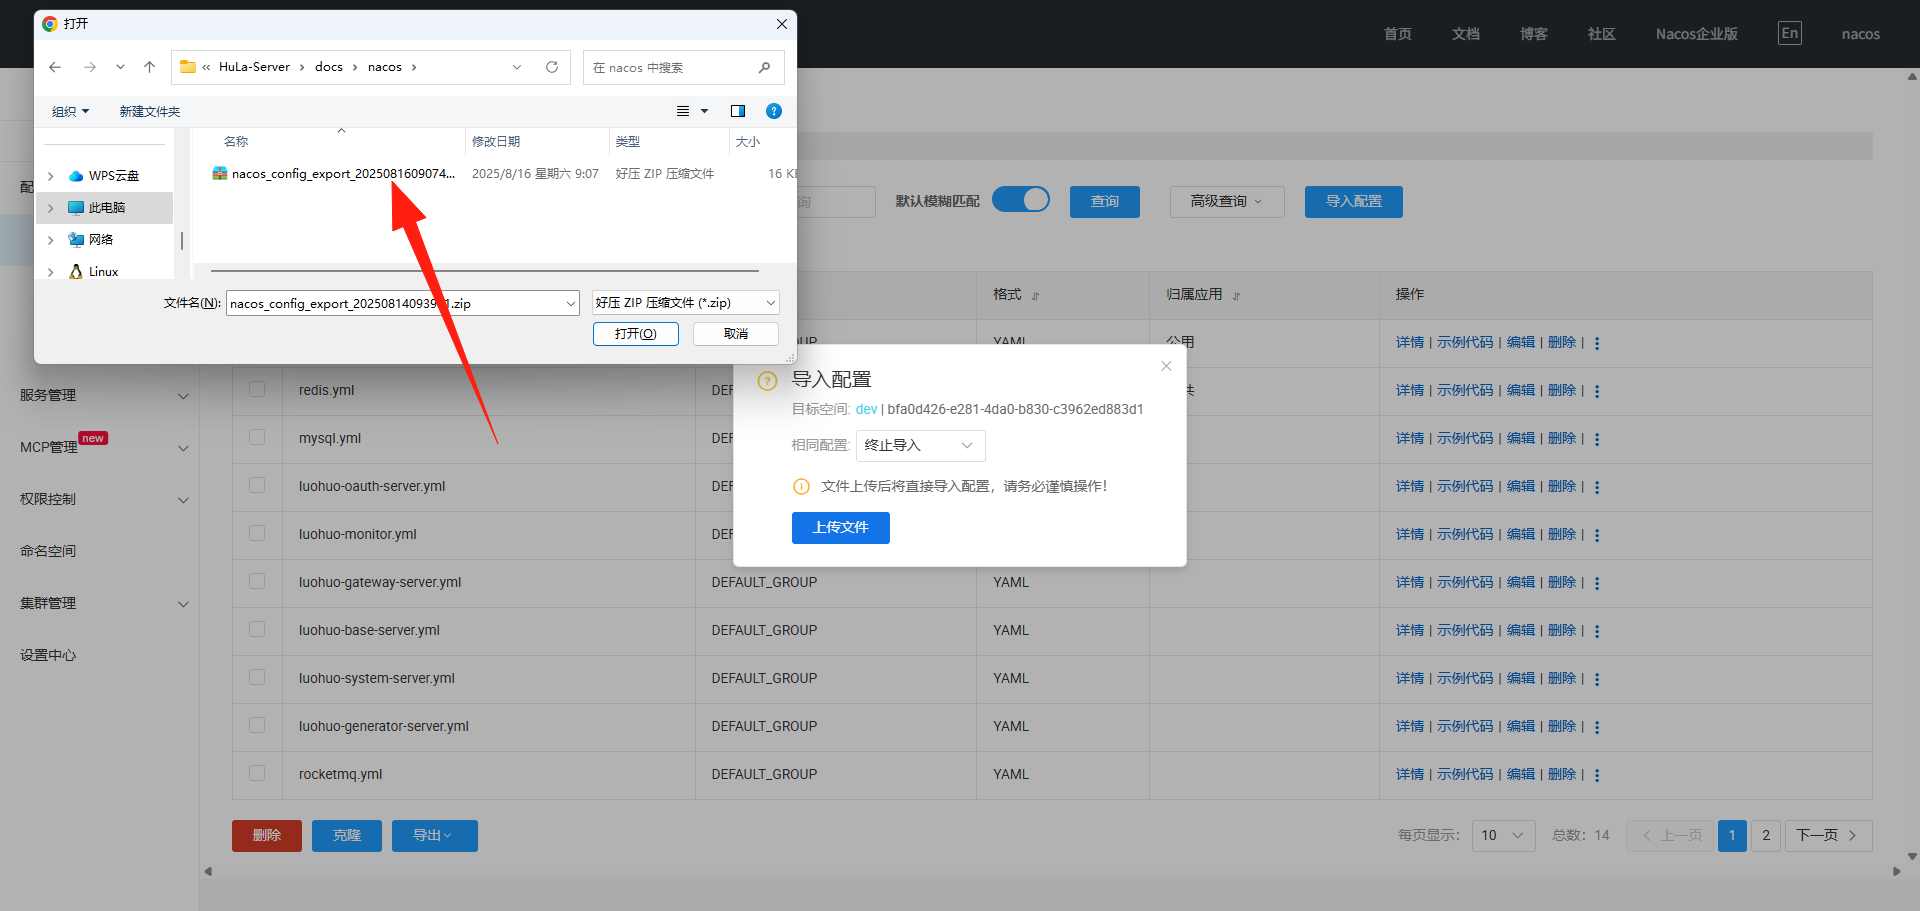 打开
首页 文档 博客 社区 Nacos企业版 En nacos
« HuLa-Server › docs › nacos ›
在 nacos 中搜索
组织 新建文件夹
名称 修改日期 类型 大小
WPS云盘
此电脑
网络
Linux
nacos_config_export_2025081609074... 2025/8/16 星期六 9:07 好压 ZIP 压缩文件 16
文件名(N): 好压 ZIP 压缩文件 (*.zip)
打开(O) 取消
默认模糊匹配 查询 高级查询 导入配置
格式 归属应用 操作
详情 | 示例代码 | 编辑 | 删除 |
导入配置
目标空间: dev | bfa0d426-e281-4da0-b830-c3962ed883d1
相同配置: 终止导入
文件上传后将直接导入配置，请务必谨慎操作！
上传文件
服务管理
MCP管理 new
权限控制
命名空间
集群管理
设置中心
redis.yml 详情 | 示例代码 | 编辑 | 删除 |
mysql.yml 详情 | 示例代码 | 编辑 | 删除 |
luohuo-oauth-server.yml 详情 | 示例代码 | 编辑 | 删除 |
luohuo-monitor.yml 详情 | 示例代码 | 编辑 | 删除 |
luohuo-gateway-server.yml DEFAULT_GROUP YAML 详情 | 示例代码 | 编辑 | 删除 |
luohuo-base-server.yml DEFAULT_GROUP YAML 详情 | 示例代码 | 编辑 | 删除 |
luohuo-system-server.yml DEFAULT_GROUP YAML 详情 | 示例代码 | 编辑 | 删除 |
luohuo-generator-server.yml DEFAULT_GROUP YAML 详情 | 示例代码 | 编辑 | 删除 |
rocketmq.yml DEFAULT_GROUP YAML 详情 | 示例代码 | 编辑 | 删除 |
删除 克隆 导出
每页显示: 10 总数: 14 上一页 1 2 下一页